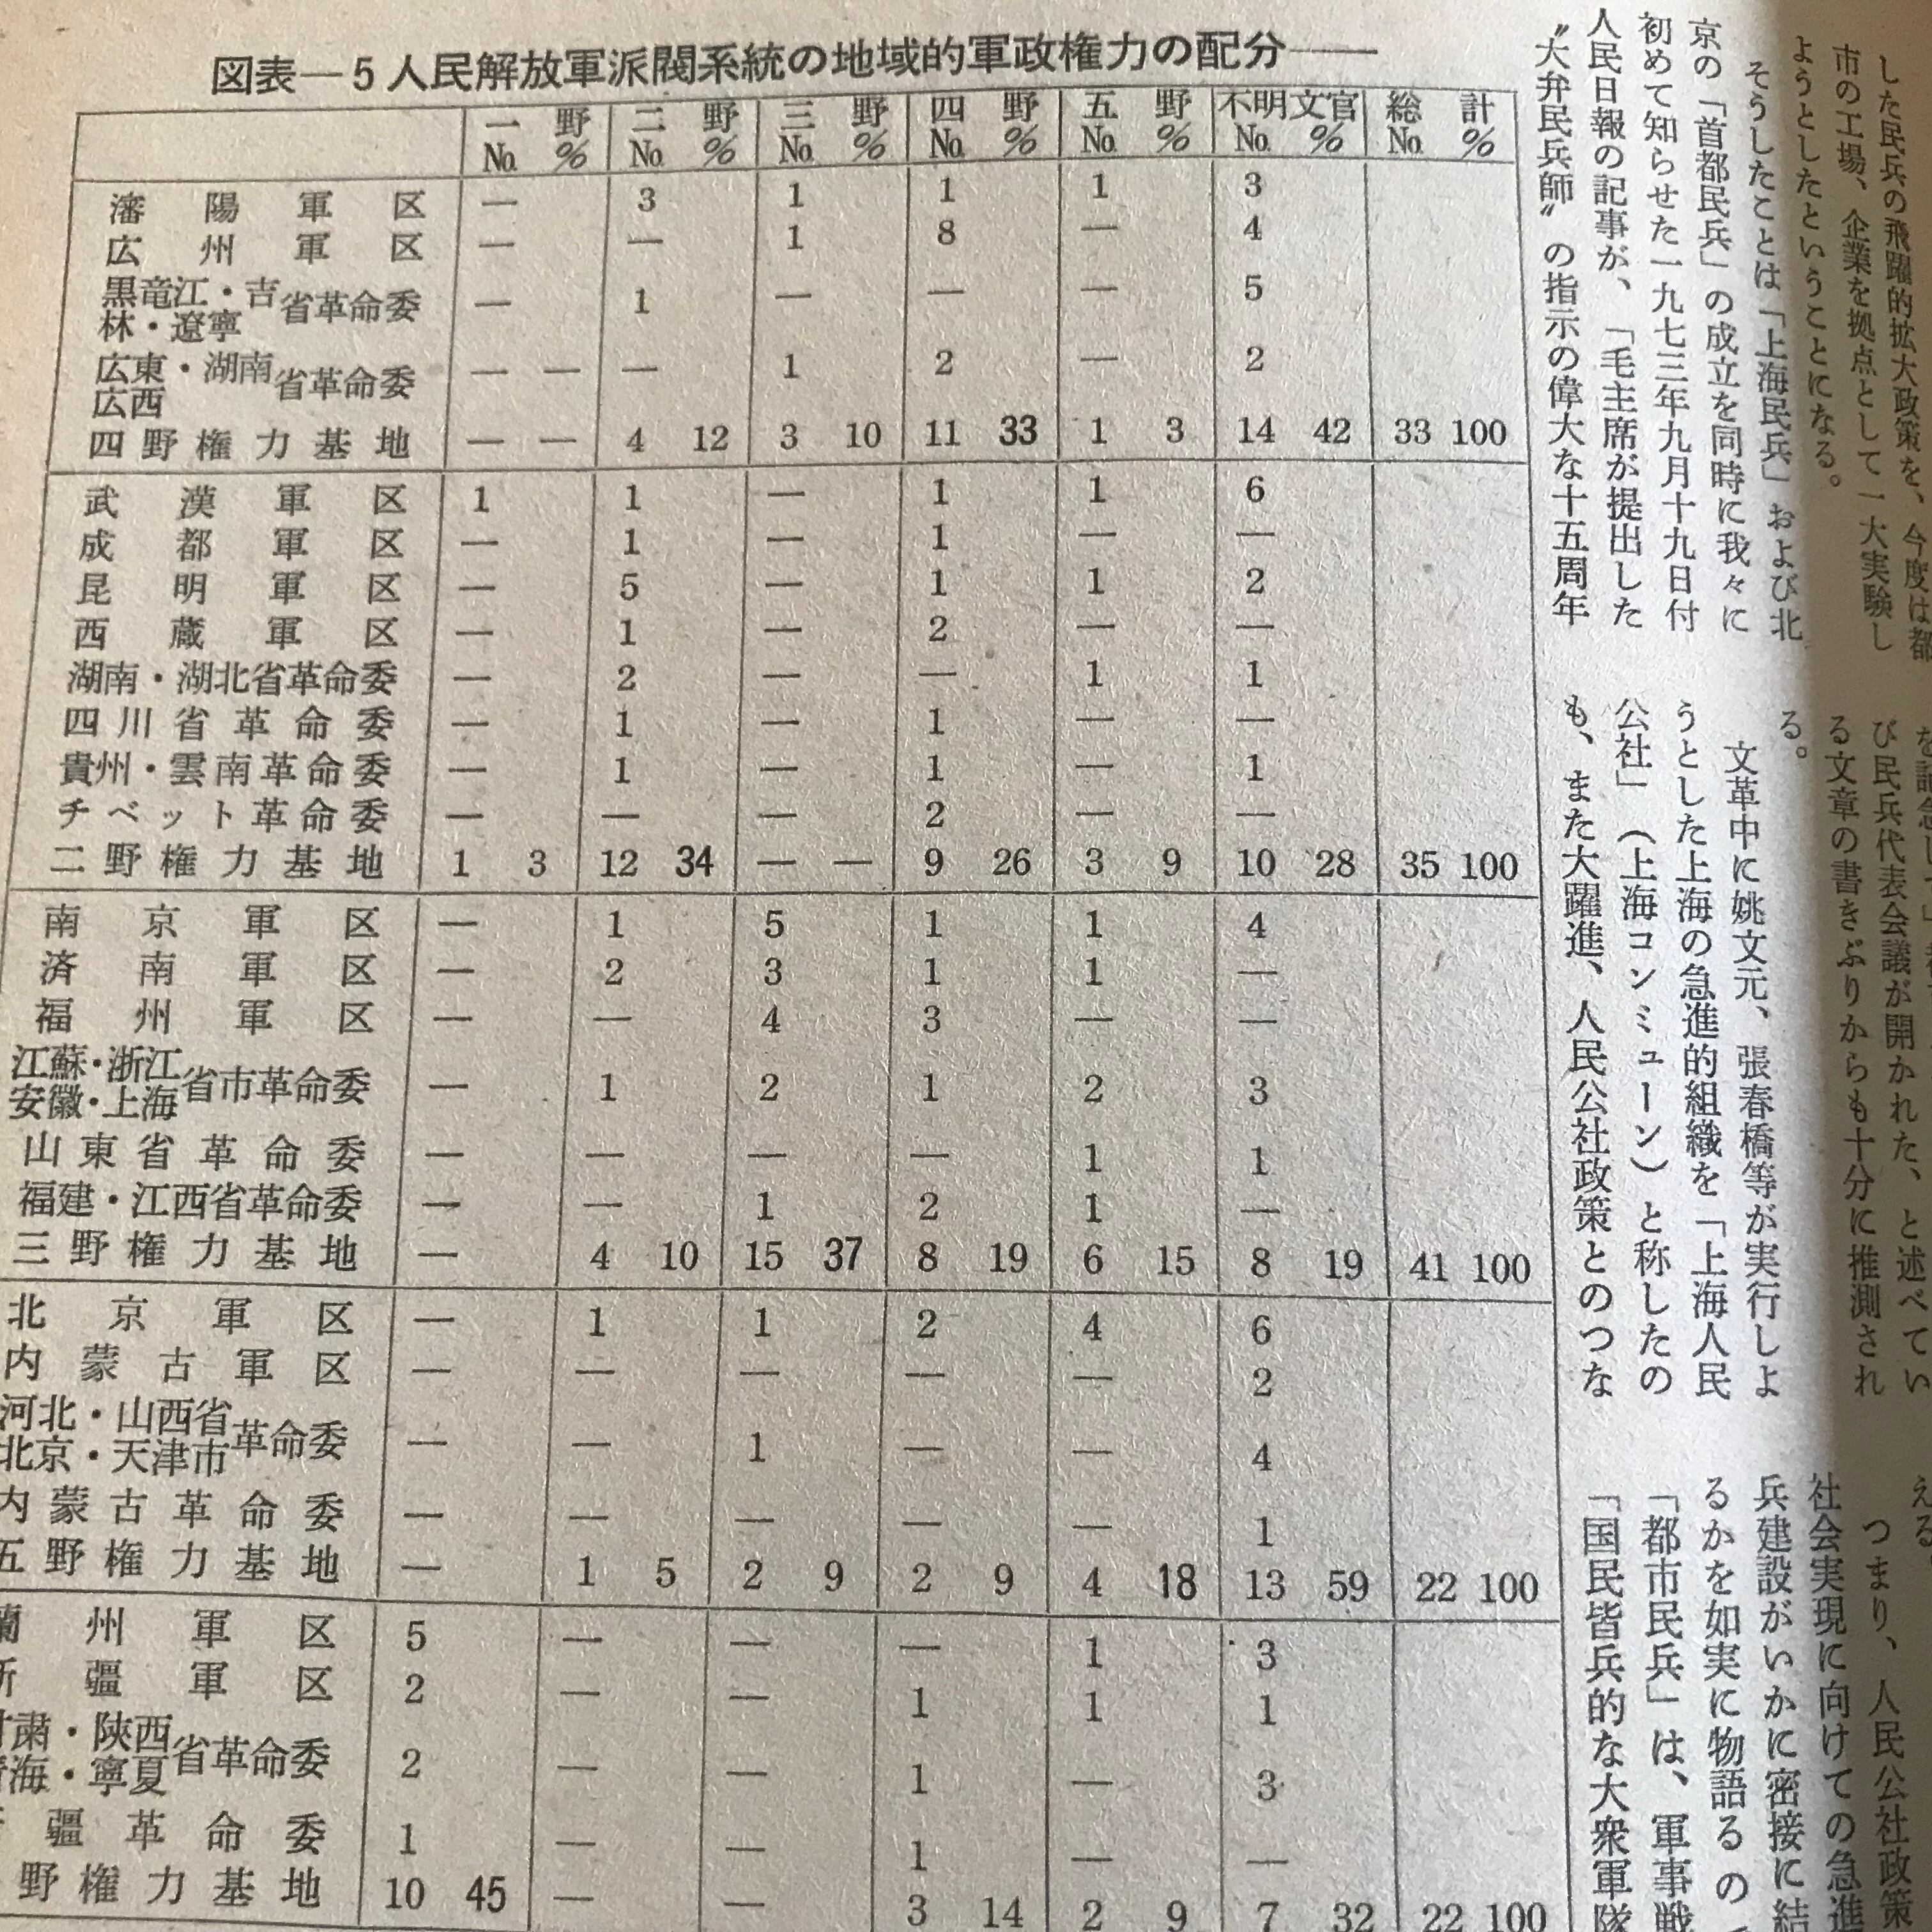 図表―5 人民解放軍派閥系統の地域的軍政権力の配分――
一野 二野 三野 四野 五野 不明文官 総計
No. % No. % No. % No. % No. % No. % No. %
瀋陽軍区 — 3 1 1 1 3
広州軍区 — — 1 8 — 4
黒竜江・吉林・遼寧省革命委 — 1 — — — 5
広東・湖南広西省革命委 — — — 1 2 — 2
四野権力基地 — — 4 12 3 10 11 33 1 3 14 42 33 100
武漢軍区 1 1 — 1 1 6
成都軍区 — 1 — 1 — —
昆明軍区 — 5 — 1 1 2
西蔵軍区 — 1 — 2 — —
湖南・湖北省革命委 — 2 — — 1 1
四川省革命委 — 1 — 1 — —
貴州・雲南革命委 — 1 — 1 — 1
チベット革命委 — — — 2 — —
二野権力基地 1 3 12 34 — — 9 26 3 9 10 28 35 100
南京軍区 — 1 5 1 1 4
済南軍区 — 2 3 1 1 —
福州軍区 — — 4 3 — —
江蘇・浙江安徽・上海省市革命委 — 1 2 1 2 3
山東省革命委 — — — — 1 1
福建・江西省革命委 — — 1 2 1 —
三野権力基地 — 4 10 15 37 8 19 6 15 8 19 41 100
北京軍区 — 1 1 2 4 6
内蒙古軍区 — — — — — 2
河北・山西省北京・天津市革命委 — — 1 — — 4
内蒙古革命委 — — — — — 1
五野権力基地 — 1 5 2 9 2 9 4 18 13 59 22 100
蘭州軍区 5 — — — 1 3
疆軍区 2 — — 1 1 1
粛・陝西海・寧夏省革命委 2 — — 1 — 3
疆革命委 1 — — 1 — —
野権力基地 10 45 — — 3 14 2 9 7 32 22 100
した民兵の飛躍的拡大政策を、今度は都
市の工場、企業を拠点として一大実験し
ようとしたということになる。
そうしたことは「上海民兵」および北
京の「首都民兵」の成立を同時に我々に
初めて知らせた一九七三年九月十九日付
人民日報の記事が、「毛主席が提出した
〝大弁民兵師〟の指示の偉大な十五周年
び民兵代表会議が開かれた、と述べてい
る文章の書きぶりからも十分に推測され
る。
文革中に姚文元、張春橋等が実行しよ
うとした上海の急進的組織を「上海人民
公社」（上海コンミューン）と称したの
も、また大躍進、人民公社政策とのつな
える
つまり、人民公社政策
社会実現に向けての急進
兵建設がいかに密接に結
るかを如実に物語るの
「都市民兵」は、軍事戦
「国民皆兵的な大衆軍隊